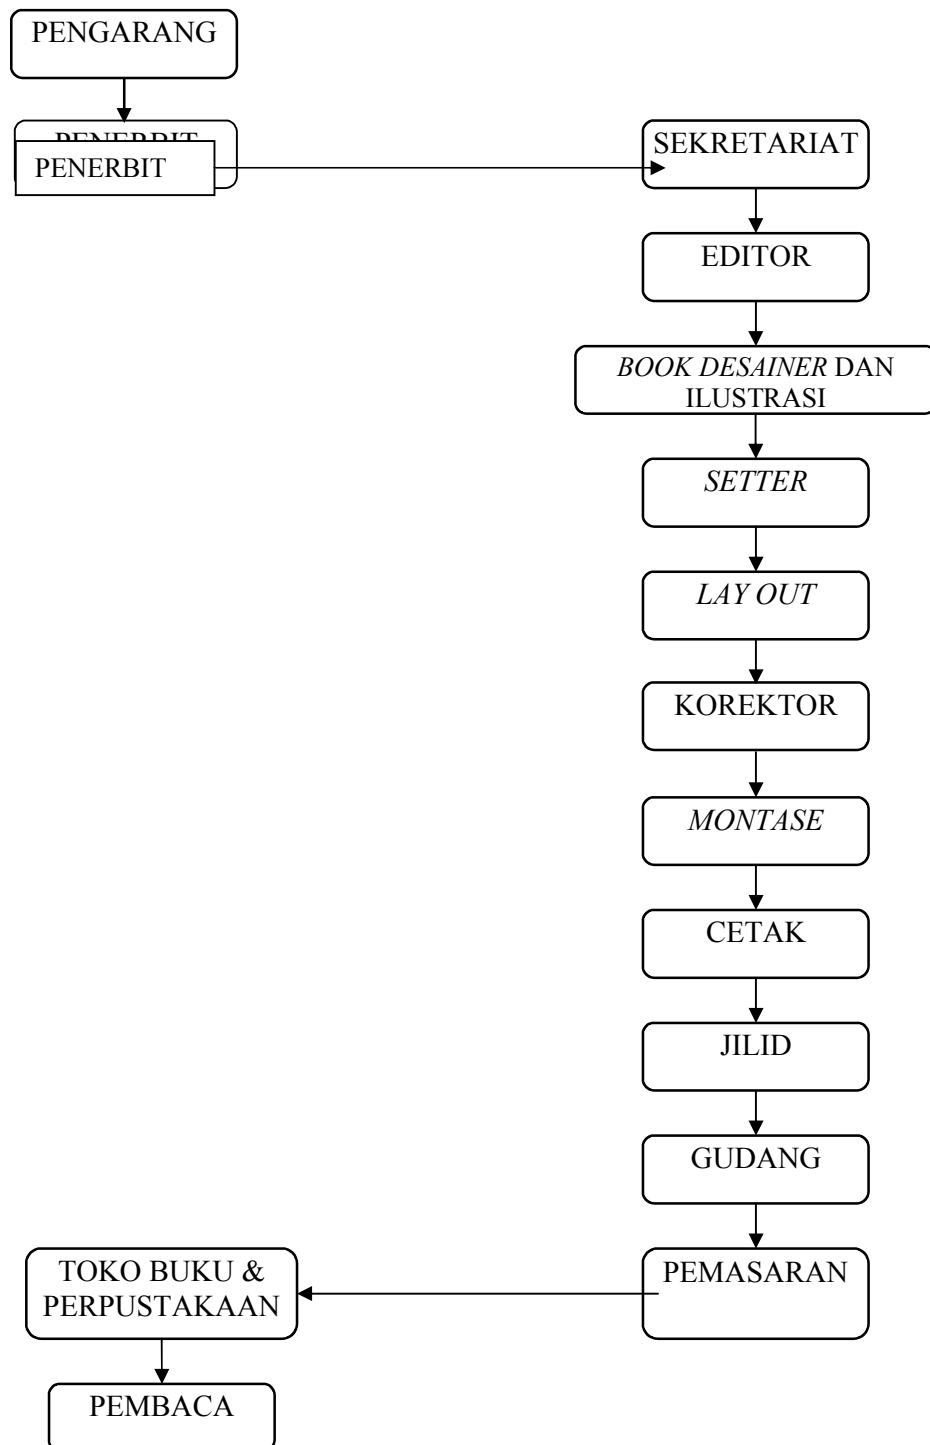 PENGARANG
PENERBIT
PENERBIT
SEKRETARIAT
EDITOR
BOOK DESAINER DAN
ILUSTRASI
SETTER
LAY OUT
KOREKTOR
MONTASE
CETAK
JILID
GUDANG
PEMASARAN
TOKO BUKU &
PERPUSTAKAAN
PEMBACA